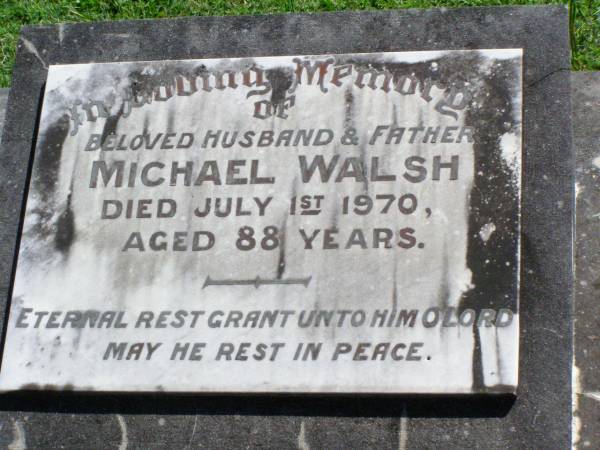 In Loving Memory
OF
BELOVED HUSBAND & FATHER
MICHAEL WALSH
DIED JULY 1ST 1970,
AGED 88 YEARS.
ETERNAL REST GRANT UNTO HIM O LORD
MAY HE REST IN PEACE.